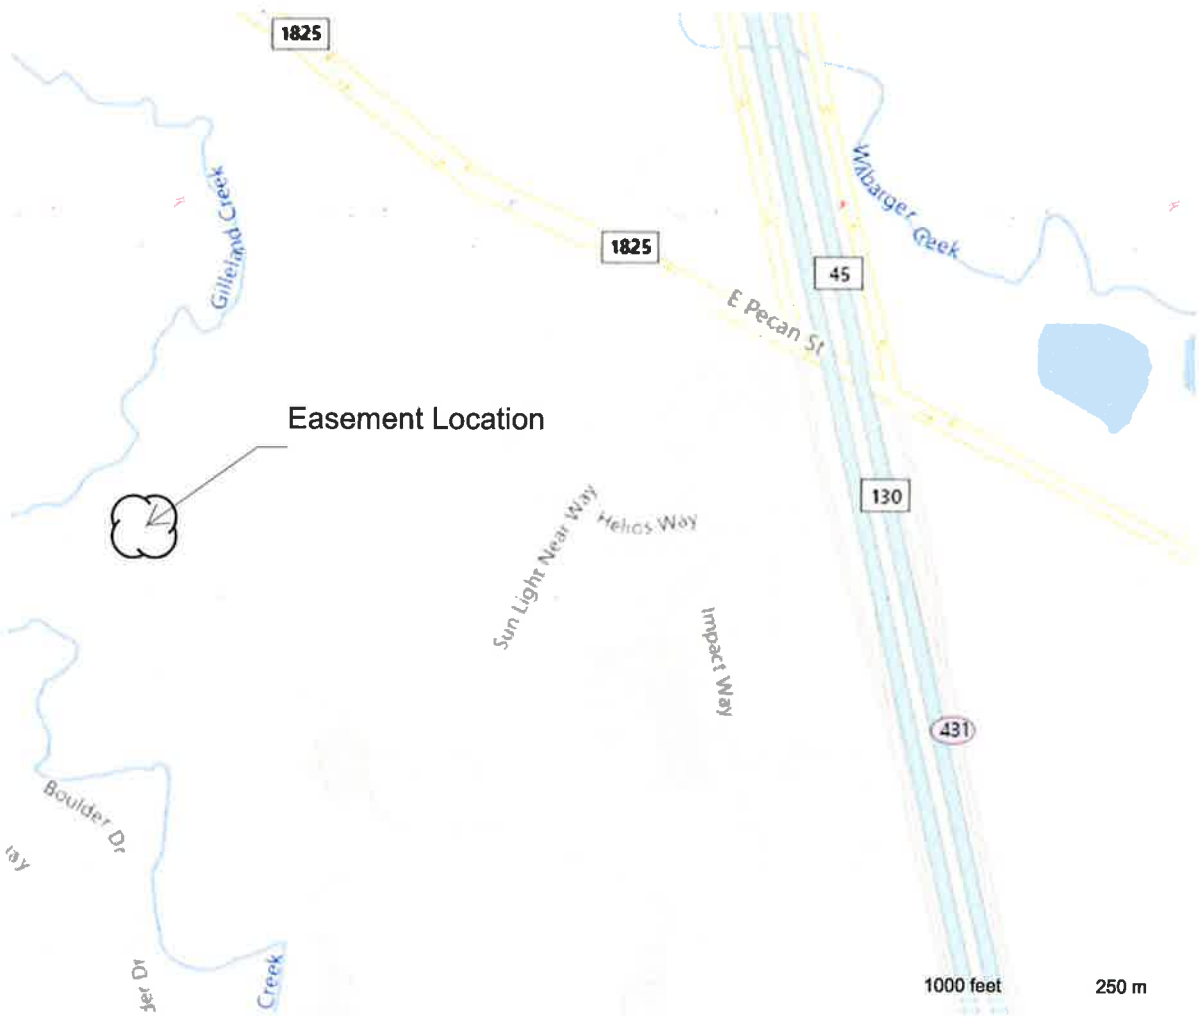 1825
Gilleland Creek
Wilbarger Creek
1825
45
E Pecan St
Easement Location
130
Sun Light Near Way
Helios Way
Impact Way
431
Boulder Dr
Creek
1000 feet
250 m